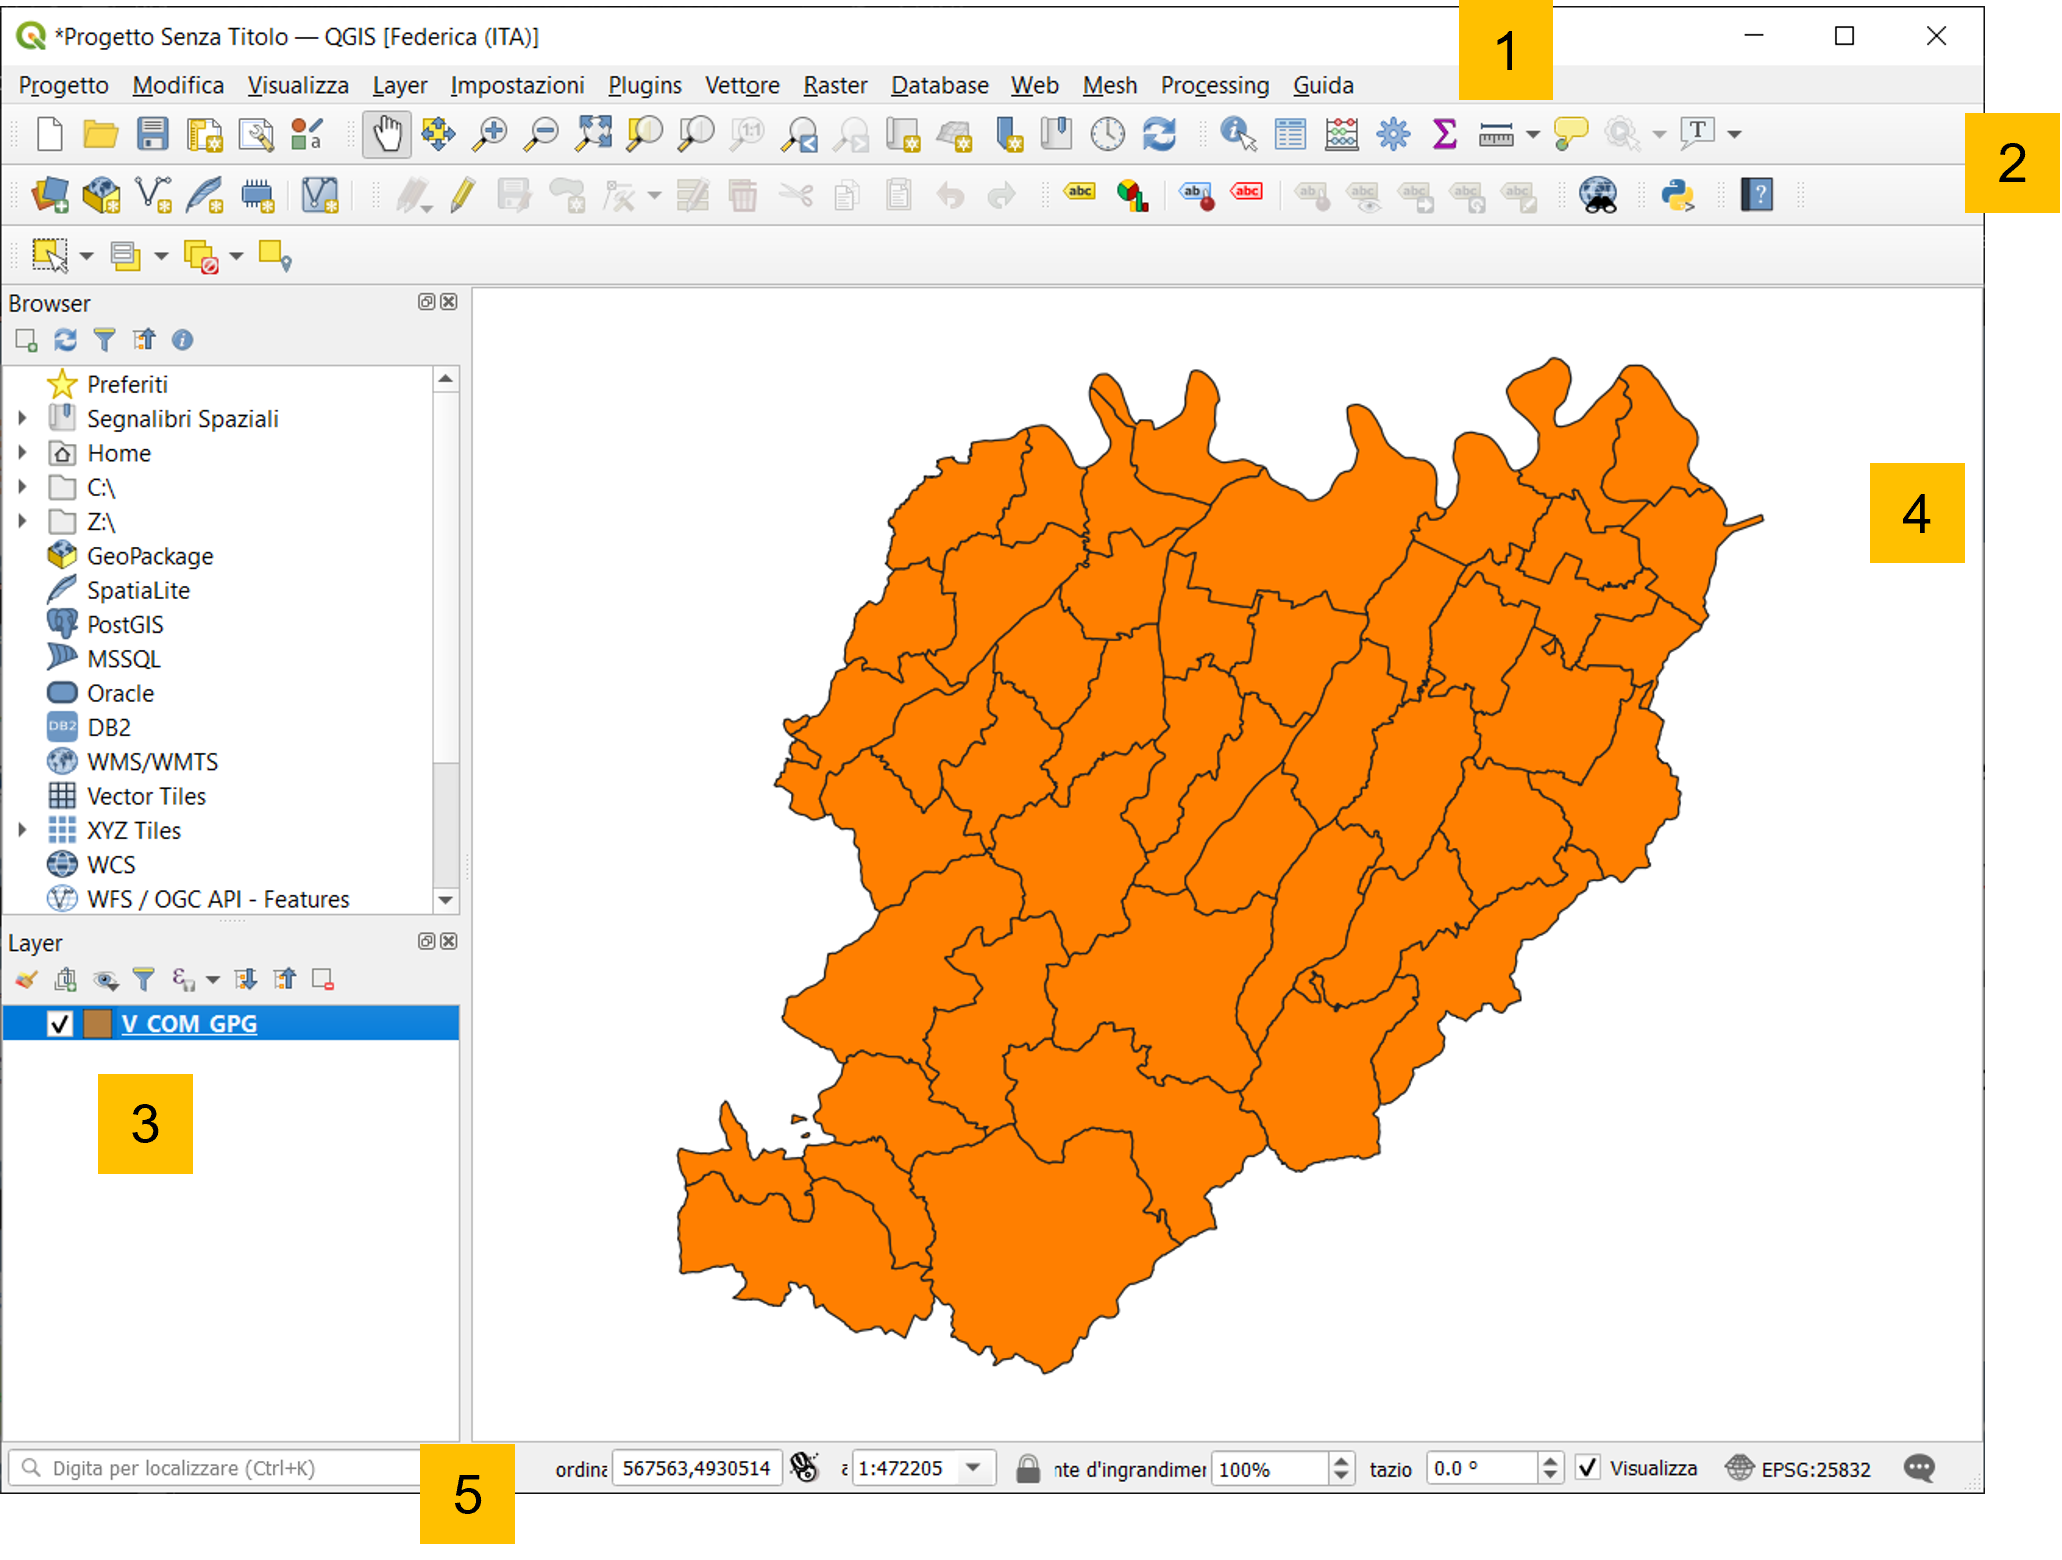 *Progetto Senza Titolo — QGIS [Federica (ITA)]
1
Progetto Modifica Visualizza Layer Impostazioni Plugins Vettore Raster Database Web Mesh Processing Guida
2
Browser
Preferiti
Segnalibri Spaziali
Home
C:\
Z:\
GeoPackage
SpatiaLite
PostGIS
MSSQL
Oracle
DB2 DB2
WMS/WMTS
Vector Tiles
XYZ Tiles
WCS
WFS / OGC API - Features
4
Layer
V_COM_GPG
3
Digita per localizzare (Ctrl+K)
5
ordina 567563,4930514 1:472205 nte d'ingrandimer 100% tazio 0.0 ° Visualizza EPSG:25832